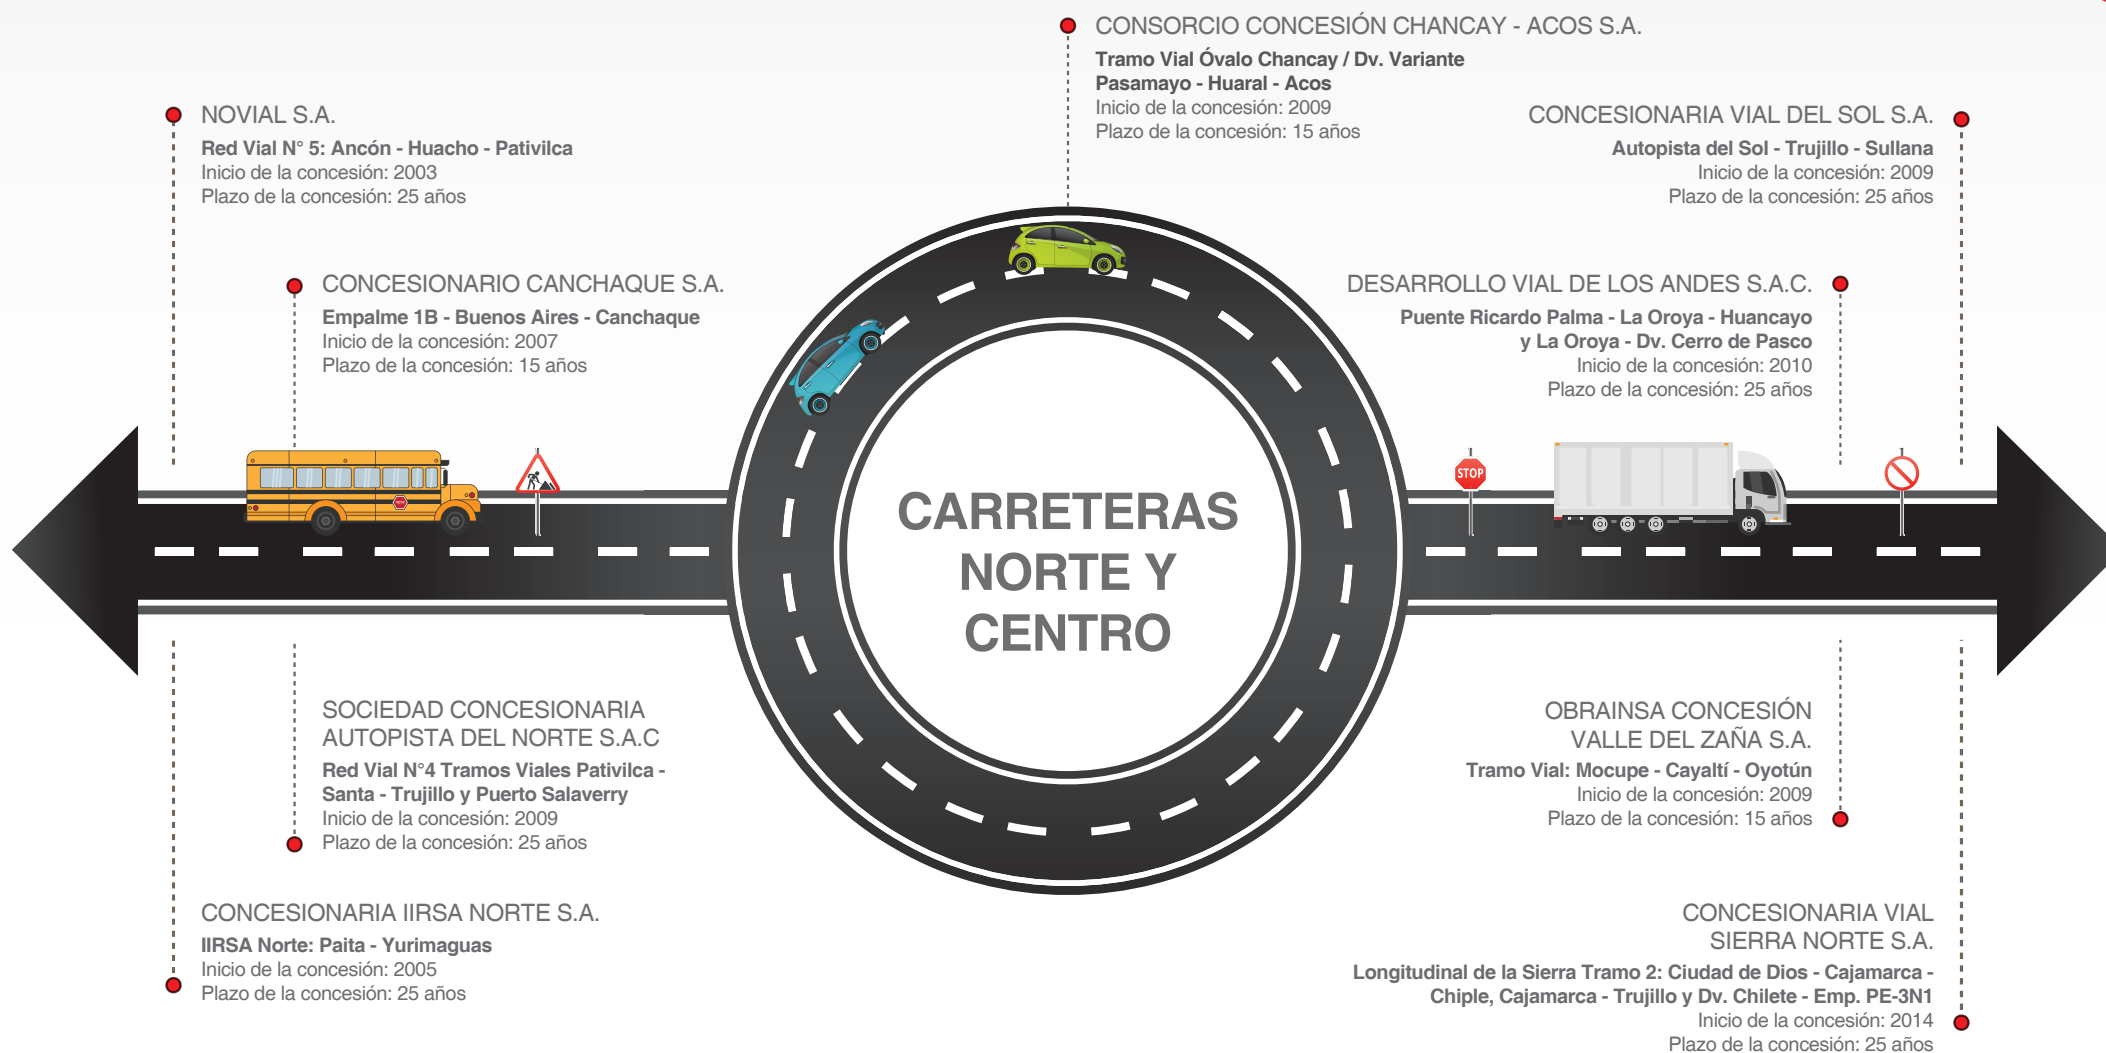 CONSORCIO CONCESIÓN CHANCAY - ACOS S.A.
Tramo Vial Óvalo Chancay / Dv. Variante
Pasamayo - Huaral - Acos
Inicio de la concesión: 2009
Plazo de la concesión: 15 años
NOVIAL S.A.
Red Vial N° 5: Ancón - Huacho - Pativilca
Inicio de la concesión: 2003
Plazo de la concesión: 25 años
CONCESIONARIA VIAL DEL SOL S.A.
Autopista del Sol - Trujillo - Sullana
Inicio de la concesión: 2009
Plazo de la concesión: 25 años
CONCESIONARIO CANCHAQUE S.A.
Empalme 1B - Buenos Aires - Canchaque
Inicio de la concesión: 2007
Plazo de la concesión: 15 años
DESARROLLO VIAL DE LOS ANDES S.A.C.
Puente Ricardo Palma - La Oroya - Huancayo
y La Oroya - Dv. Cerro de Pasco
Inicio de la concesión: 2010
Plazo de la concesión: 25 años
STOP
CARRETERAS
NORTE Y
CENTRO
SOCIEDAD CONCESIONARIA
AUTOPISTA DEL NORTE S.A.C
Red Vial N°4 Tramos Viales Pativilca -
Santa - Trujillo y Puerto Salaverry
Inicio de la concesión: 2009
Plazo de la concesión: 25 años
OBRAINSA CONCESIÓN
VALLE DEL ZAÑA S.A.
Tramo Vial: Mocupe - Cayaltí - Oyotún
Inicio de la concesión: 2009
Plazo de la concesión: 15 años
CONCESIONARIA IIRSA NORTE S.A.
IIRSA Norte: Paita - Yurimaguas
Inicio de la concesión: 2005
Plazo de la concesión: 25 años
CONCESIONARIA VIAL
SIERRA NORTE S.A.
Longitudinal de la Sierra Tramo 2: Ciudad de Dios - Cajamarca -
Chiple, Cajamarca - Trujillo y Dv. Chilete - Emp. PE-3N1
Inicio de la concesión: 2014
Plazo de la concesión: 25 años